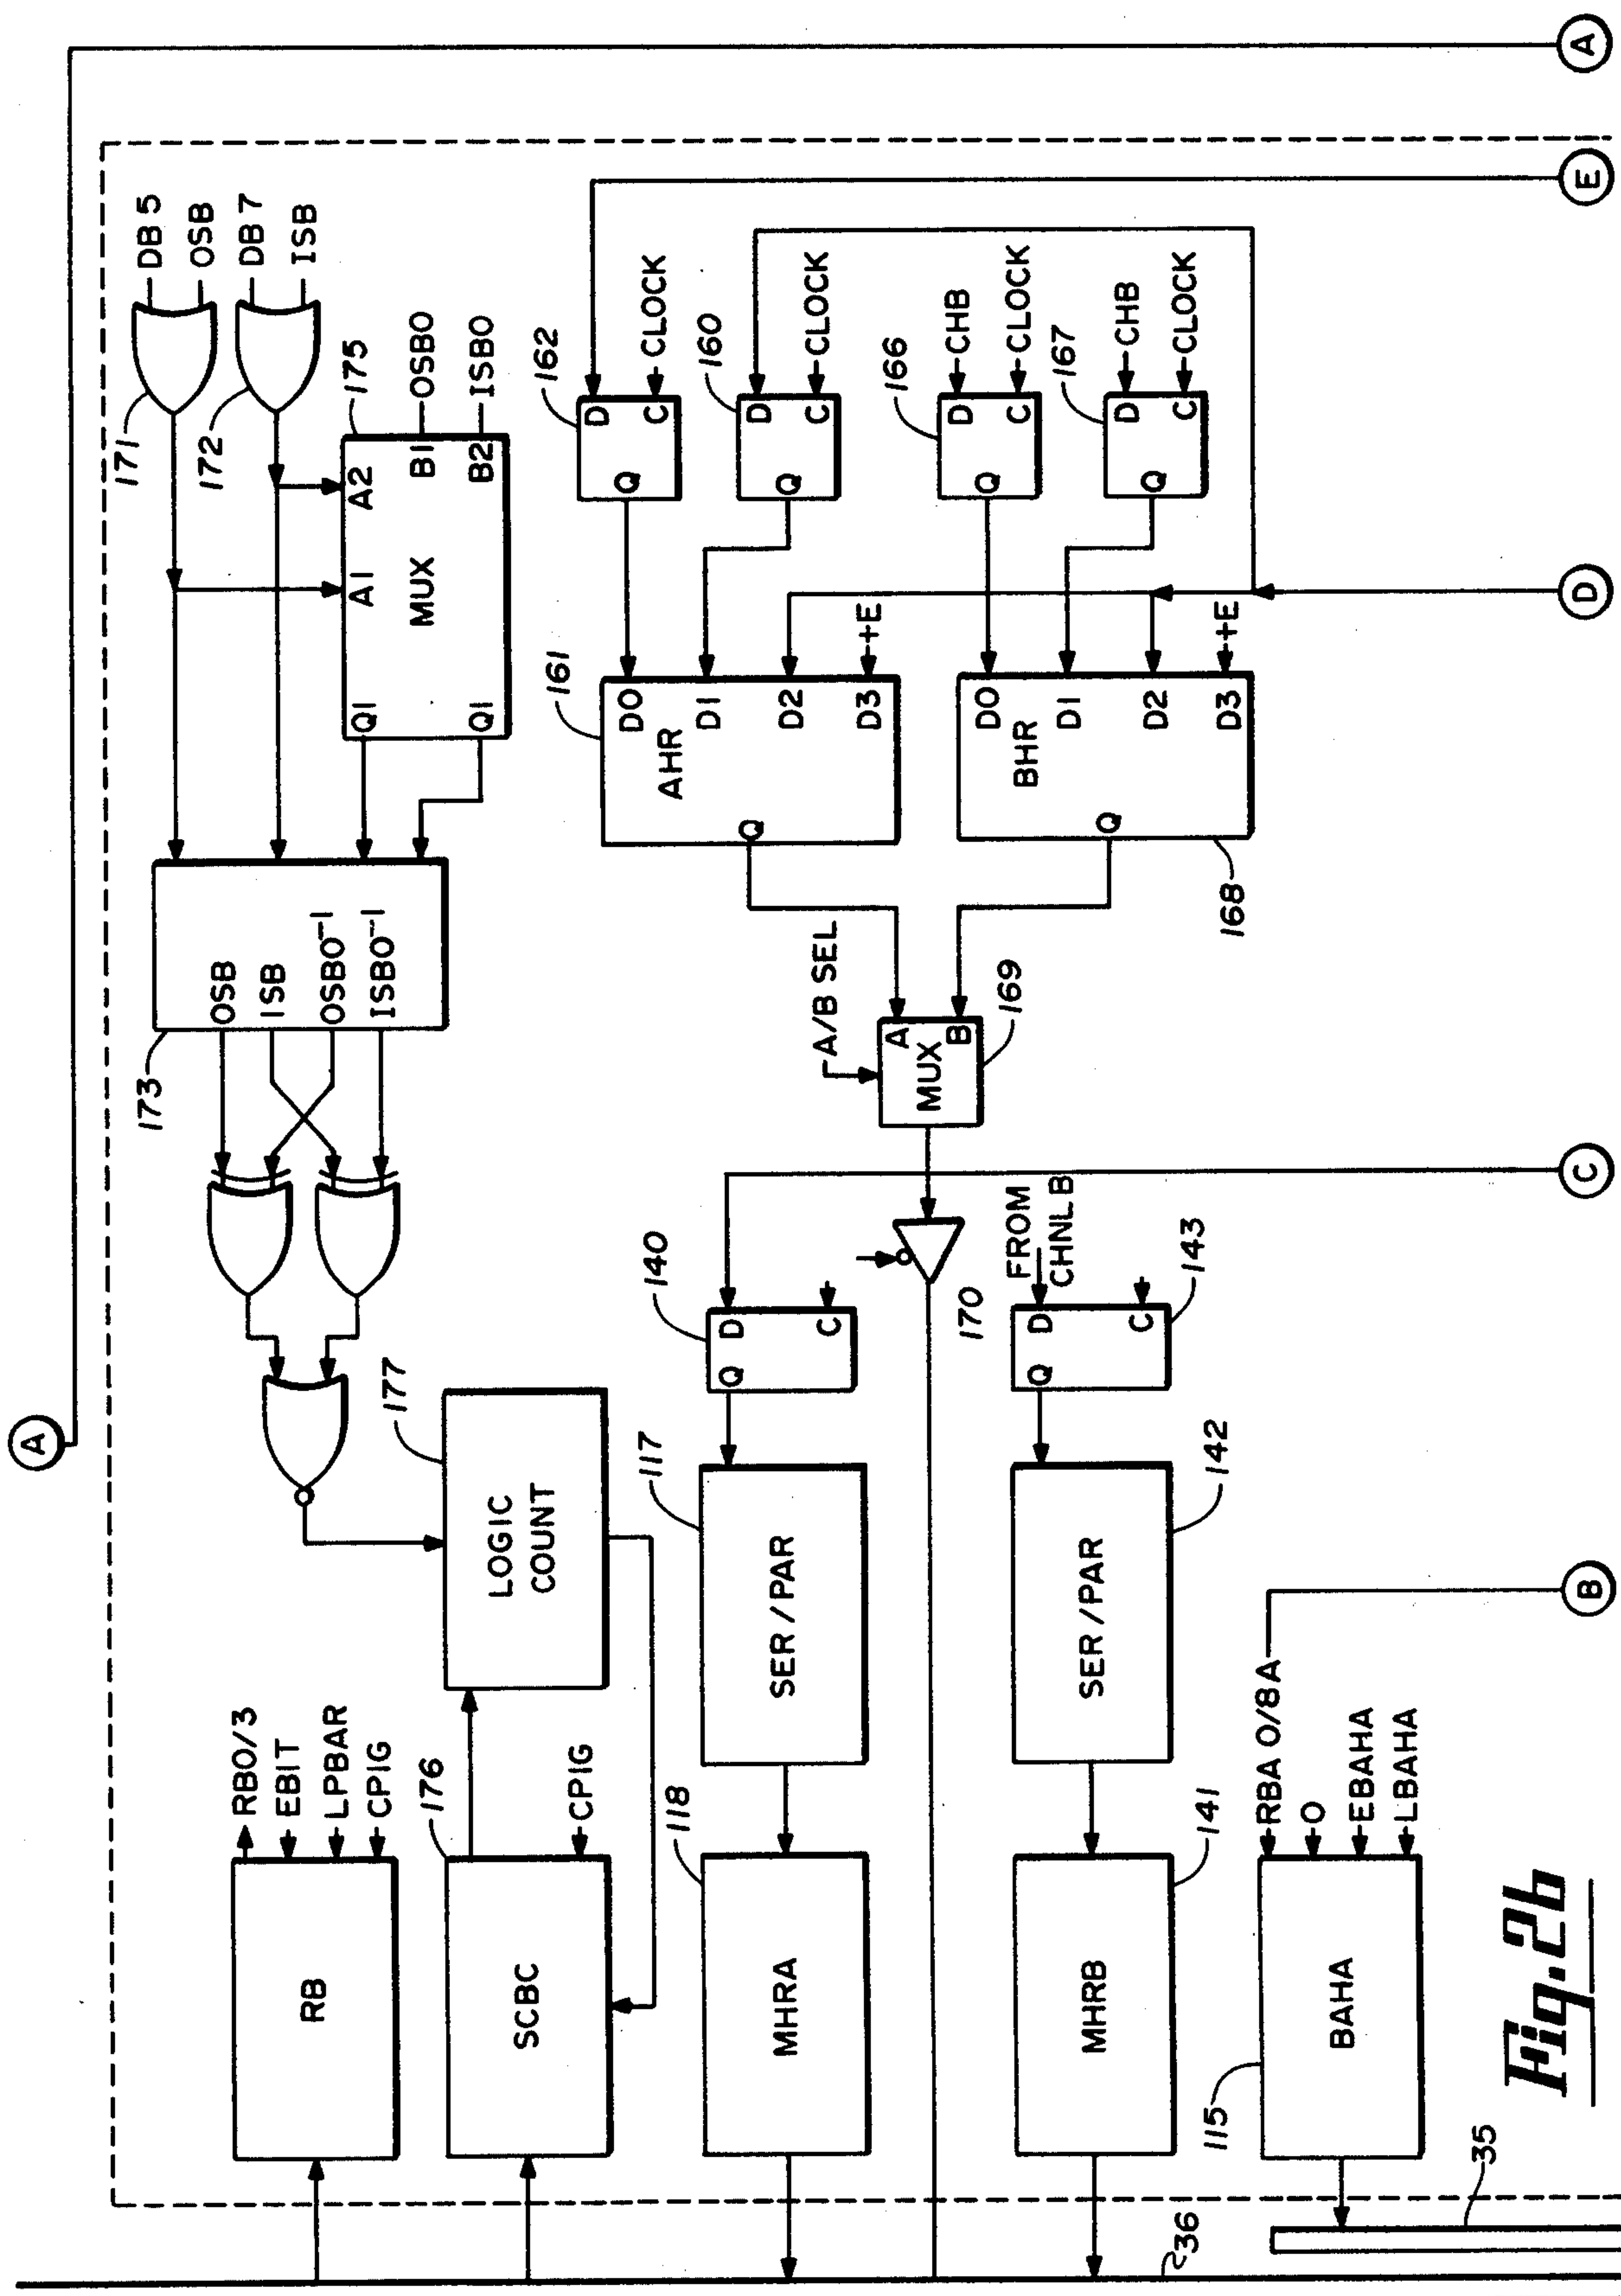 A
A
DB 5
OSB
DB 7
ISB
171
172
175
A1
A2
MUX
B1
OSBO
B2
ISBO
Q1
Q1
173
OSB
ISB
OSBO-1
ISBO-1
177
LOGIC
COUNT
RB
RBO/3
EBIT
LPBAR
CPIG
176
SCBC
CPIG
E
162
D
C
Q
CLOCK
160
D
C
Q
CLOCK
166
D
C
Q
CHB
CLOCK
167
D
C
Q
CHB
CLOCK
D
161
AHR
D0
D1
D2
D3
+E
Q
BHR
D0
D1
D2
D3
+E
Q
168
A/B SEL
A
MUX
B
169
C
170
140
D
Q
C
117
SER/PAR
118
MHRA
FROM
CHNLB
D
Q
C
143
SER/PAR
142
MHRB
141
B
RBA 0/8A
O
EBAHA
LBAHA
BAHA
115
35
36
Fig. 2b